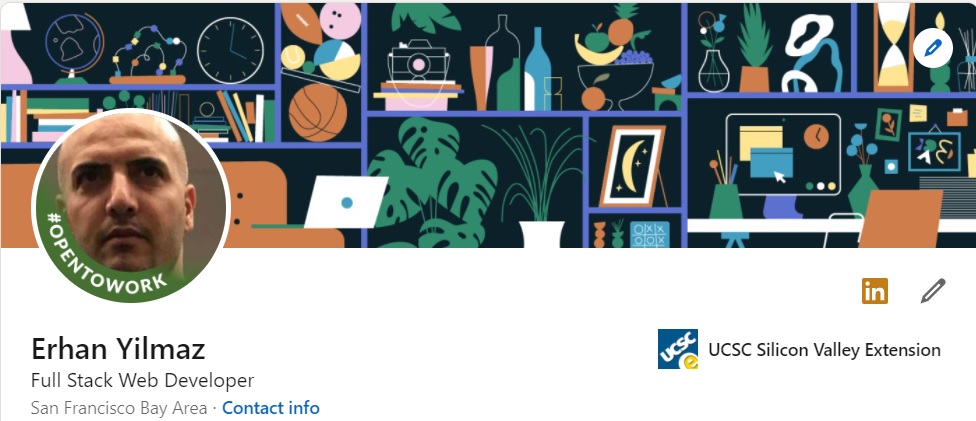 #OPENTOWORK
in
Erhan Yilmaz
UCSC
e
UCSC Silicon Valley Extension
Full Stack Web Developer
San Francisco Bay Area · Contact info